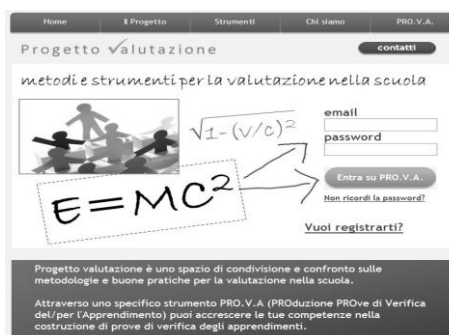 Home Il Progetto Strumenti Chi siamo PRO.V.A.
Progetto Valutazione
contatti
metodi e strumenti per la valutazione nella scuola
√1-(v/c)²
email
password
E=MC²
Entra su PRO.V.A.
Non ricordi la password?
Vuoi registrarti?
Progetto valutazione è uno spazio di condivisione e confronto sulle
metodologie e buone pratiche per la valutazione nella scuola.
Attraverso uno specifico strumento PRO.V.A (PROduzione PROve di Verifica
del/per l'Apprendimento) puoi accrescere le tue competenze nella
costruzione di prove di verifica degli apprendimenti.